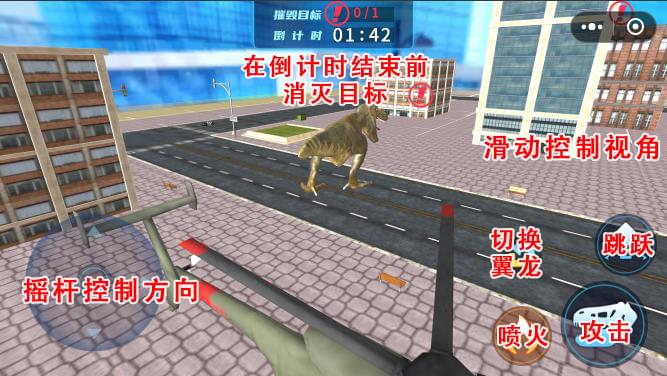 摧毁目标 0/1
倒计时 01:42
在倒计时结束前
消灭目标
滑动控制视角
切换
翼龙
跳跃
摇杆控制方向
喷火
攻击